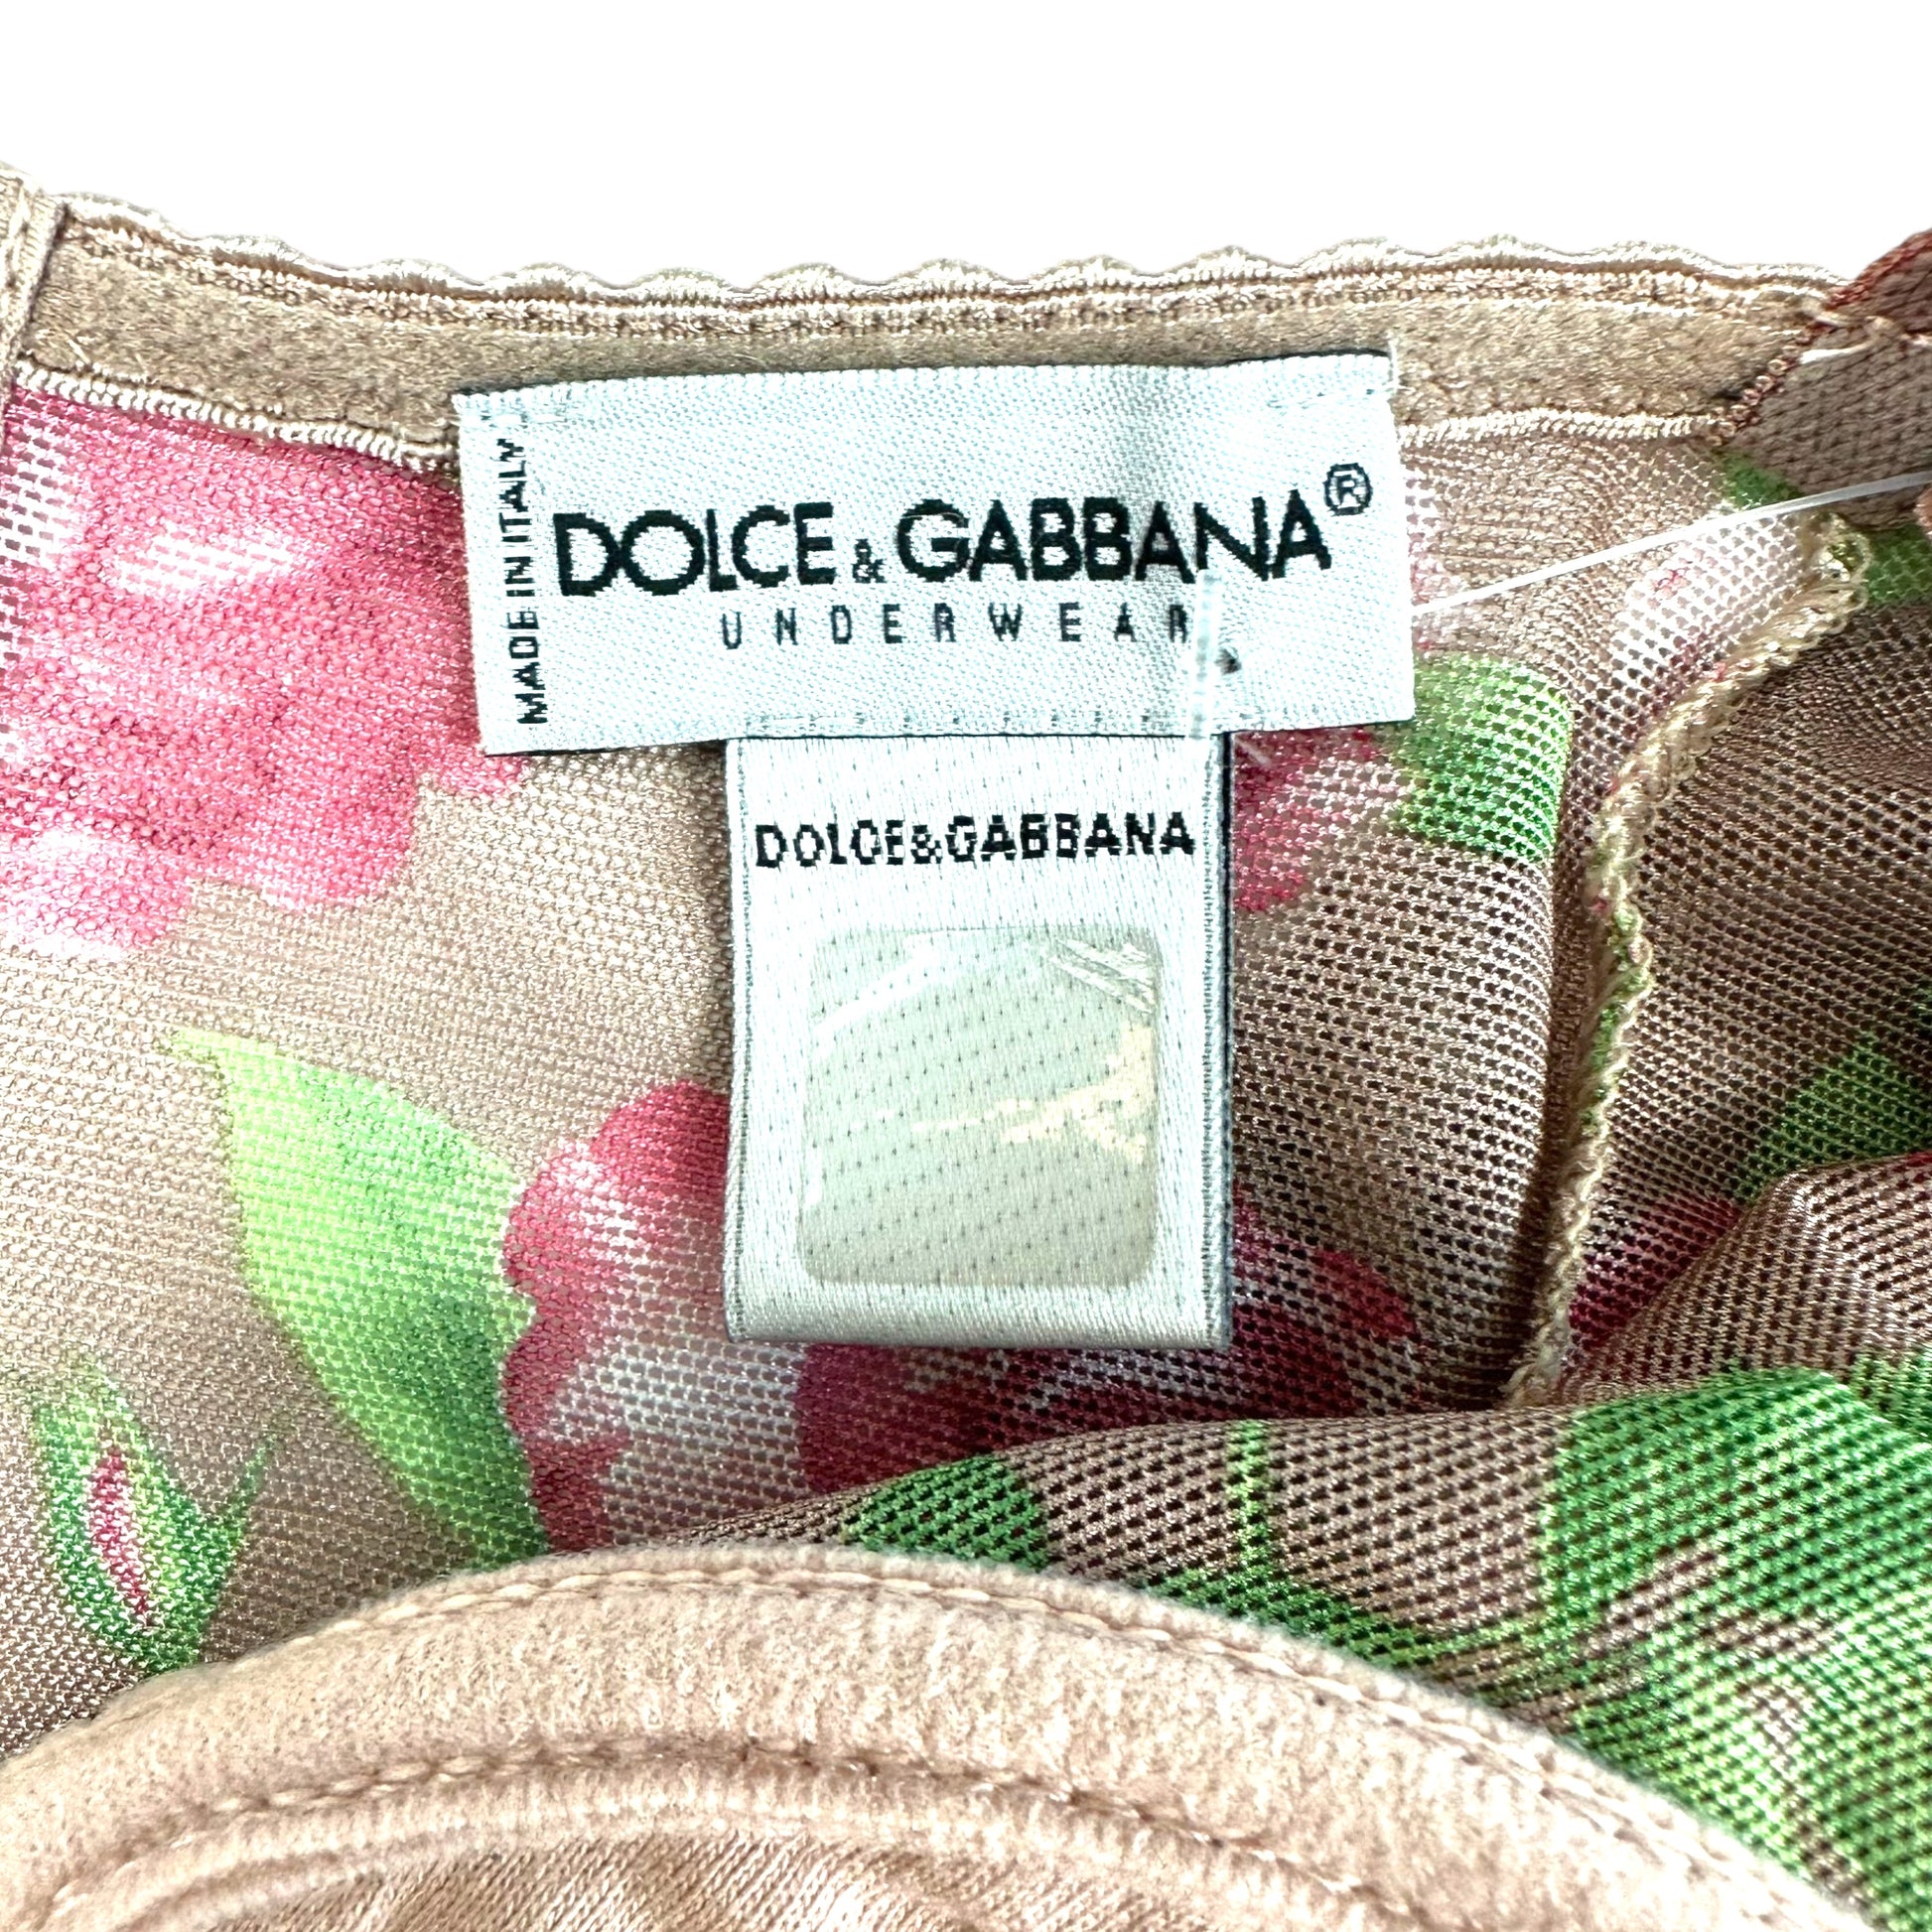 MADE IN ITALY
DOLCE & GABBANA®
UNDERWEAR
DOLCE&GABBANA